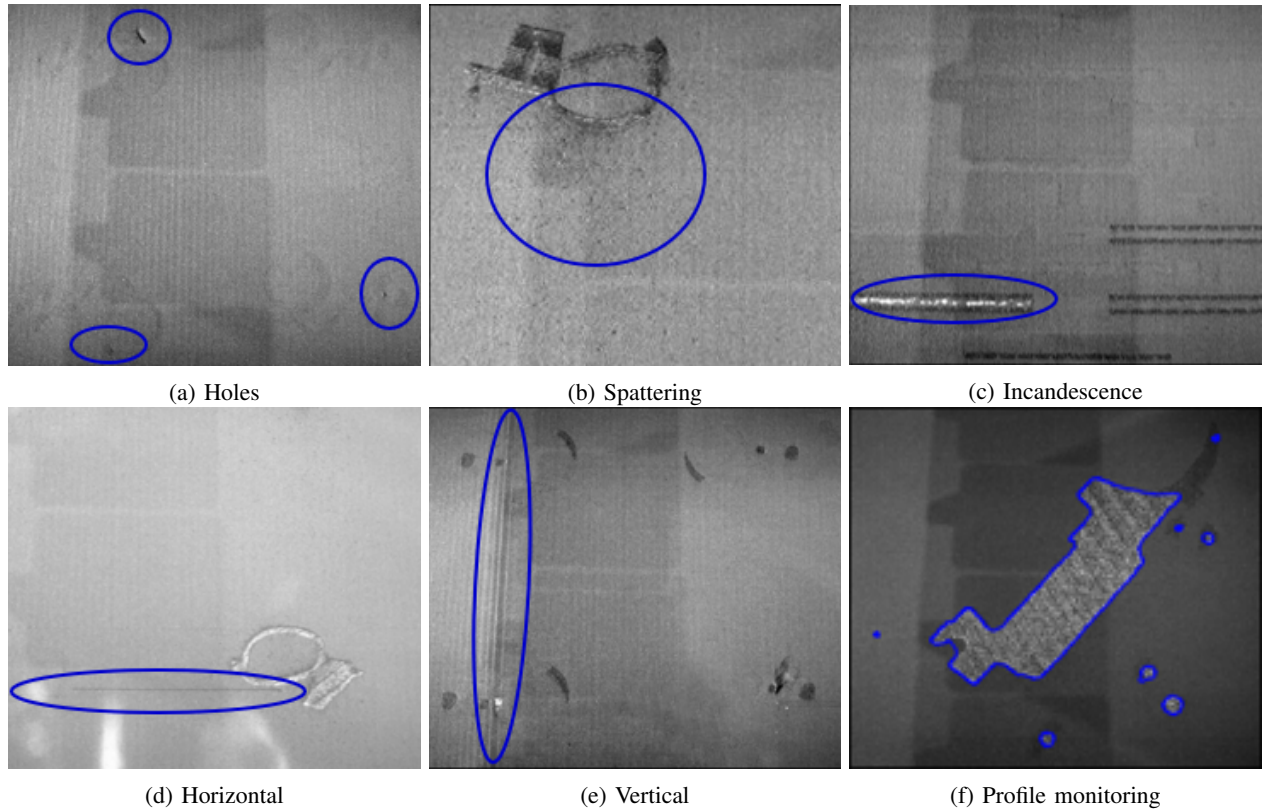 (a) Holes
(b) Spattering
(c) Incandescence
(d) Horizontal
(e) Vertical
(f) Profile monitoring